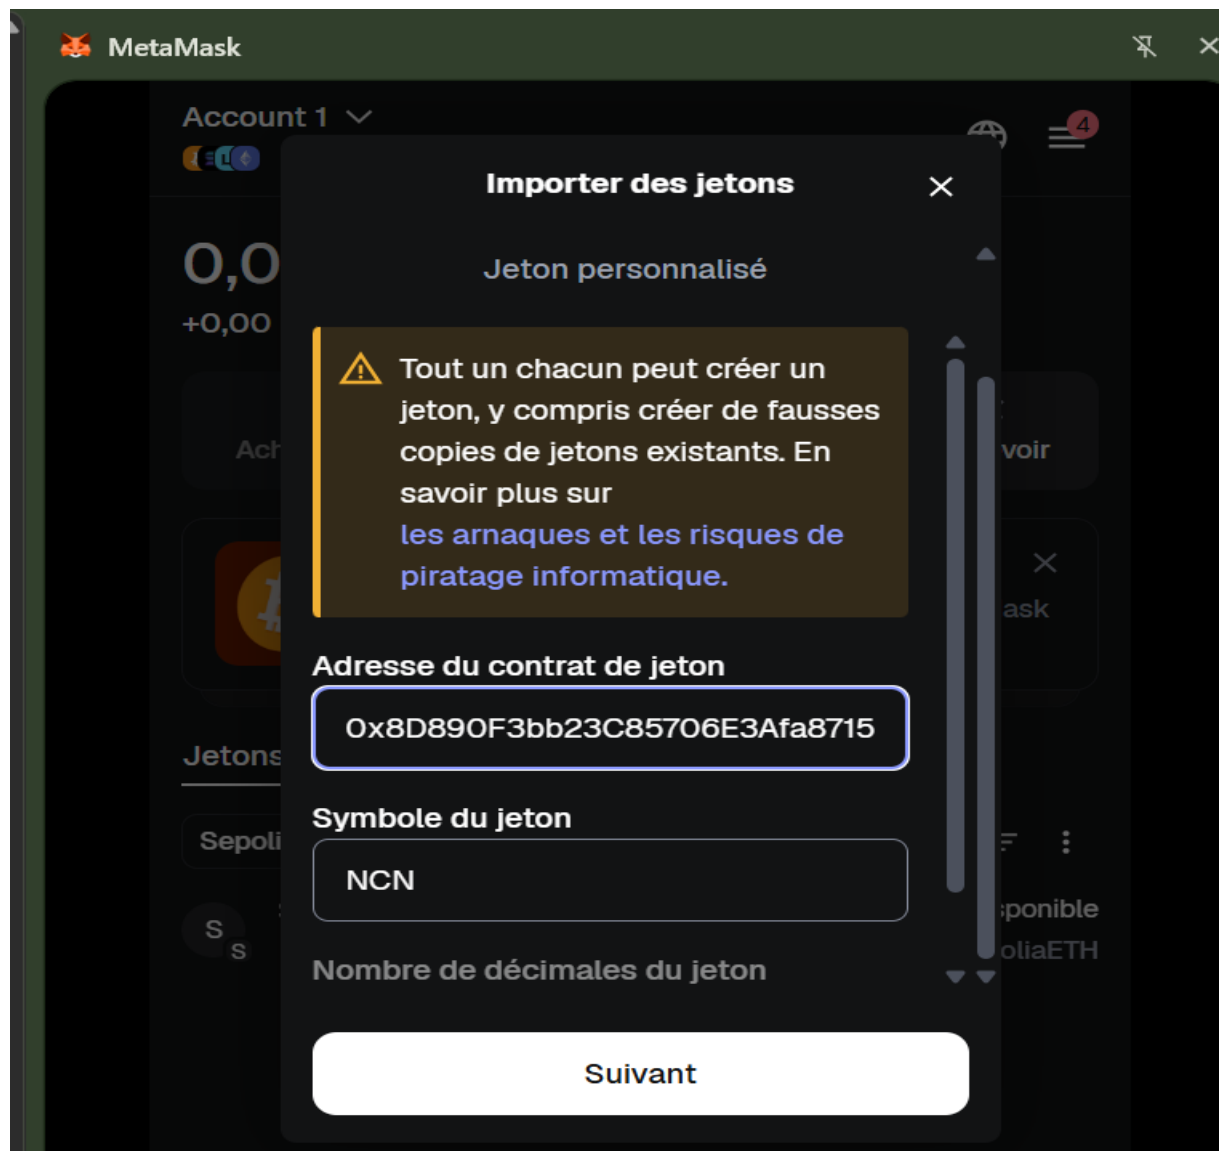 MetaMask
Account 1
4
Importer des jetons
0,0
+0,00
Jeton personnalisé
Tout un chacun peut créer un
jeton, y compris créer de fausses
copies de jetons existants. En
savoir plus sur
les arnaques et les risques de
piratage informatique.
Ach
voir
ask
Adresse du contrat de jeton
0x8D890F3bb23C85706E3Afa8715
Jetons
Symbole du jeton
Sepoli
NCN
S
S
sponible
oliaETH
Nombre de décimales du jeton
Suivant